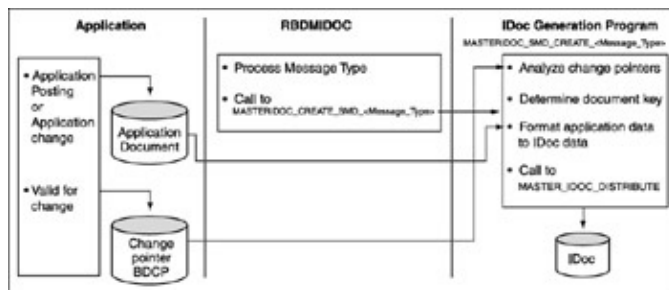 Application
• Application
Posting
or
Application
change
• Valid for
change
Application
Document
Change
pointer
BDCP
RBDMIDOC
• Process Message Type
• Call to
MASTERIDOC_CREATE_SMD_<Message_Type>
IDoc Generation Program
MASTERIDOC_SMD_CREATE_<Message_Type>
• Analyze change pointers
• Determine document key
• Format application data
to IDoc data
• Call to
MASTER_IDOC_DISTRIBUTE
IDoc